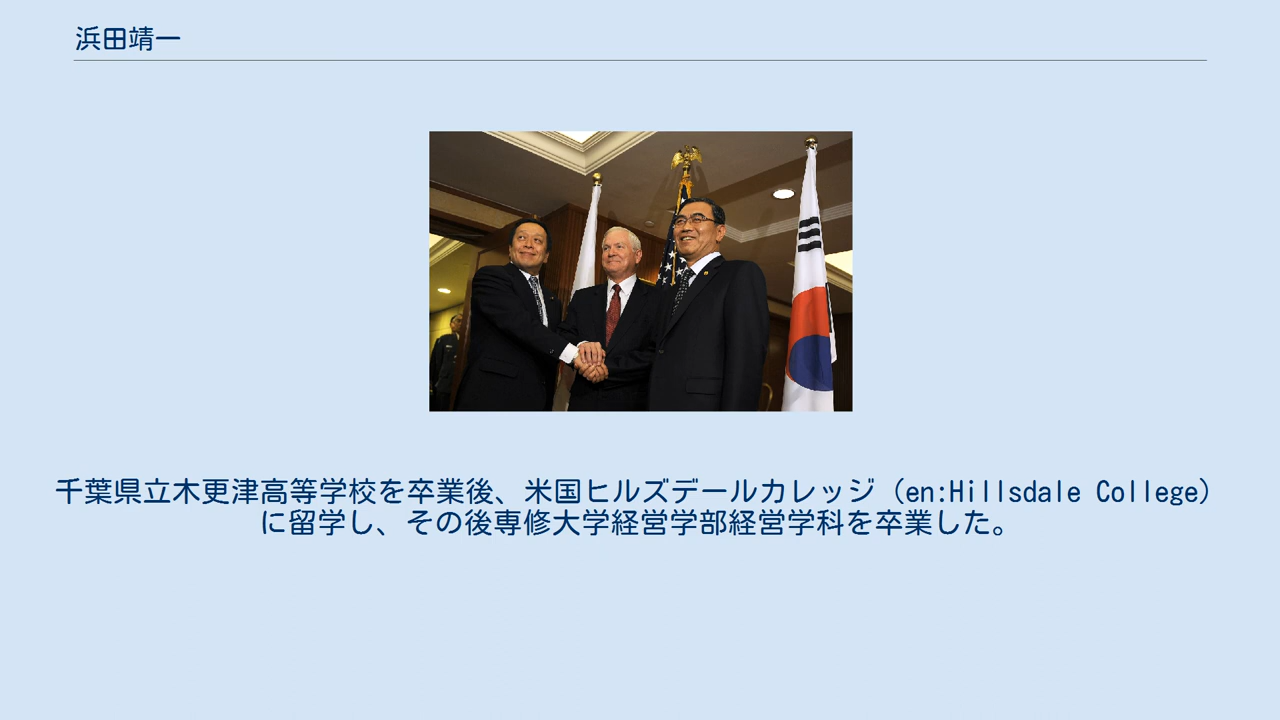 浜田靖一
千葉県立木更津高等学校を卒業後、米国ヒルズデールカレッジ（en:Hillsdale College）
に留学し、その後専修大学経営学部経営学科を卒業した。